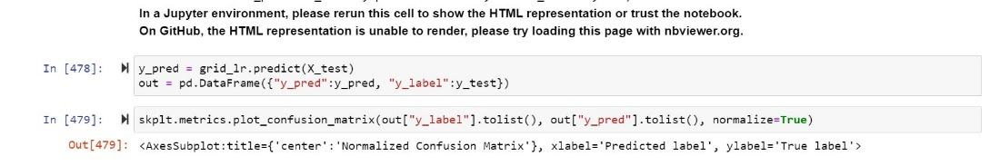 In a Jupyter environment, please rerun this cell to show the HTML representation or trust the notebook.
On GitHub, the HTML representation is unable to render, please try loading this page with nbviewer.org.
In [478]: y_pred = grid_lr.predict(X_test)
out = pd.DataFrame({"y_pred":y_pred, "y_label":y_test})
In [479]: skplt.metrics.plot_confusion_matrix(out["y_label"].tolist(), out["y_pred"].tolist(), normalize=True)
Out[479]: <AxesSubplot:title={'center':'Normalized Confusion Matrix'}, xlabel='Predicted label', ylabel='True label'>